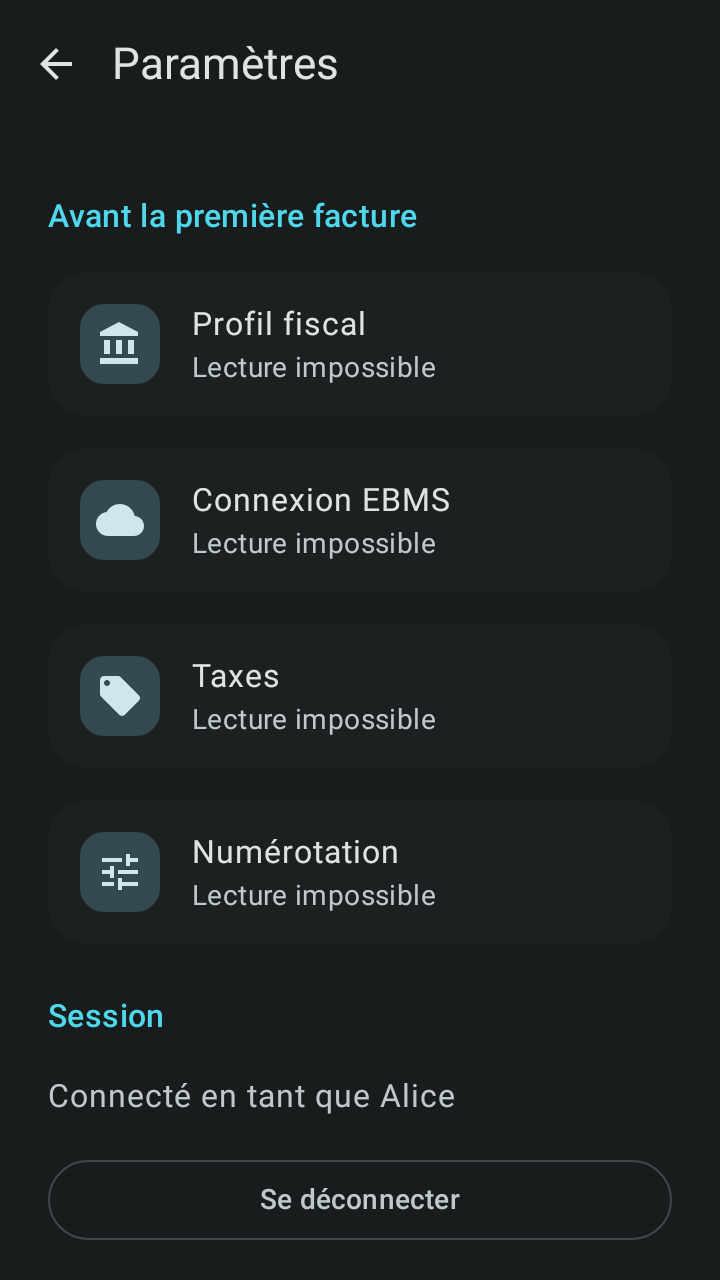 Paramètres
Avant la première facture
Profil fiscal
Lecture impossible
Connexion EBMS
Lecture impossible
Taxes
Lecture impossible
Numérotation
Lecture impossible
Session
Connecté en tant que Alice
Se déconnecter